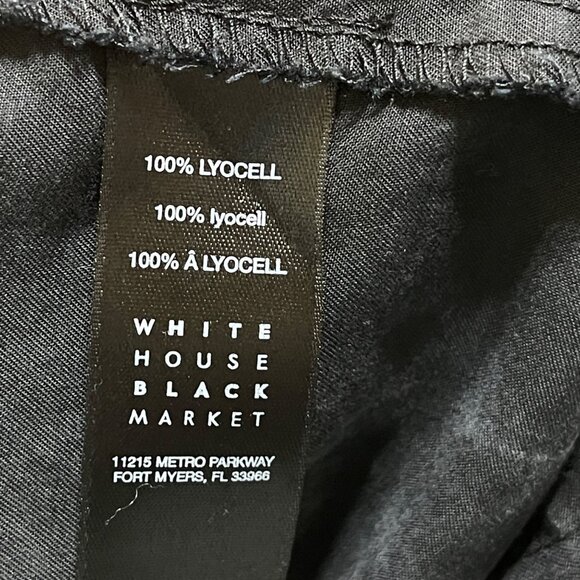 100% LYOCELL
100% lyocell
100% Â LYOCELL
WHITE
HOUSE
BLACK
MARKET
11215 METRO PARKWAY
FORT MYERS, FL 33966